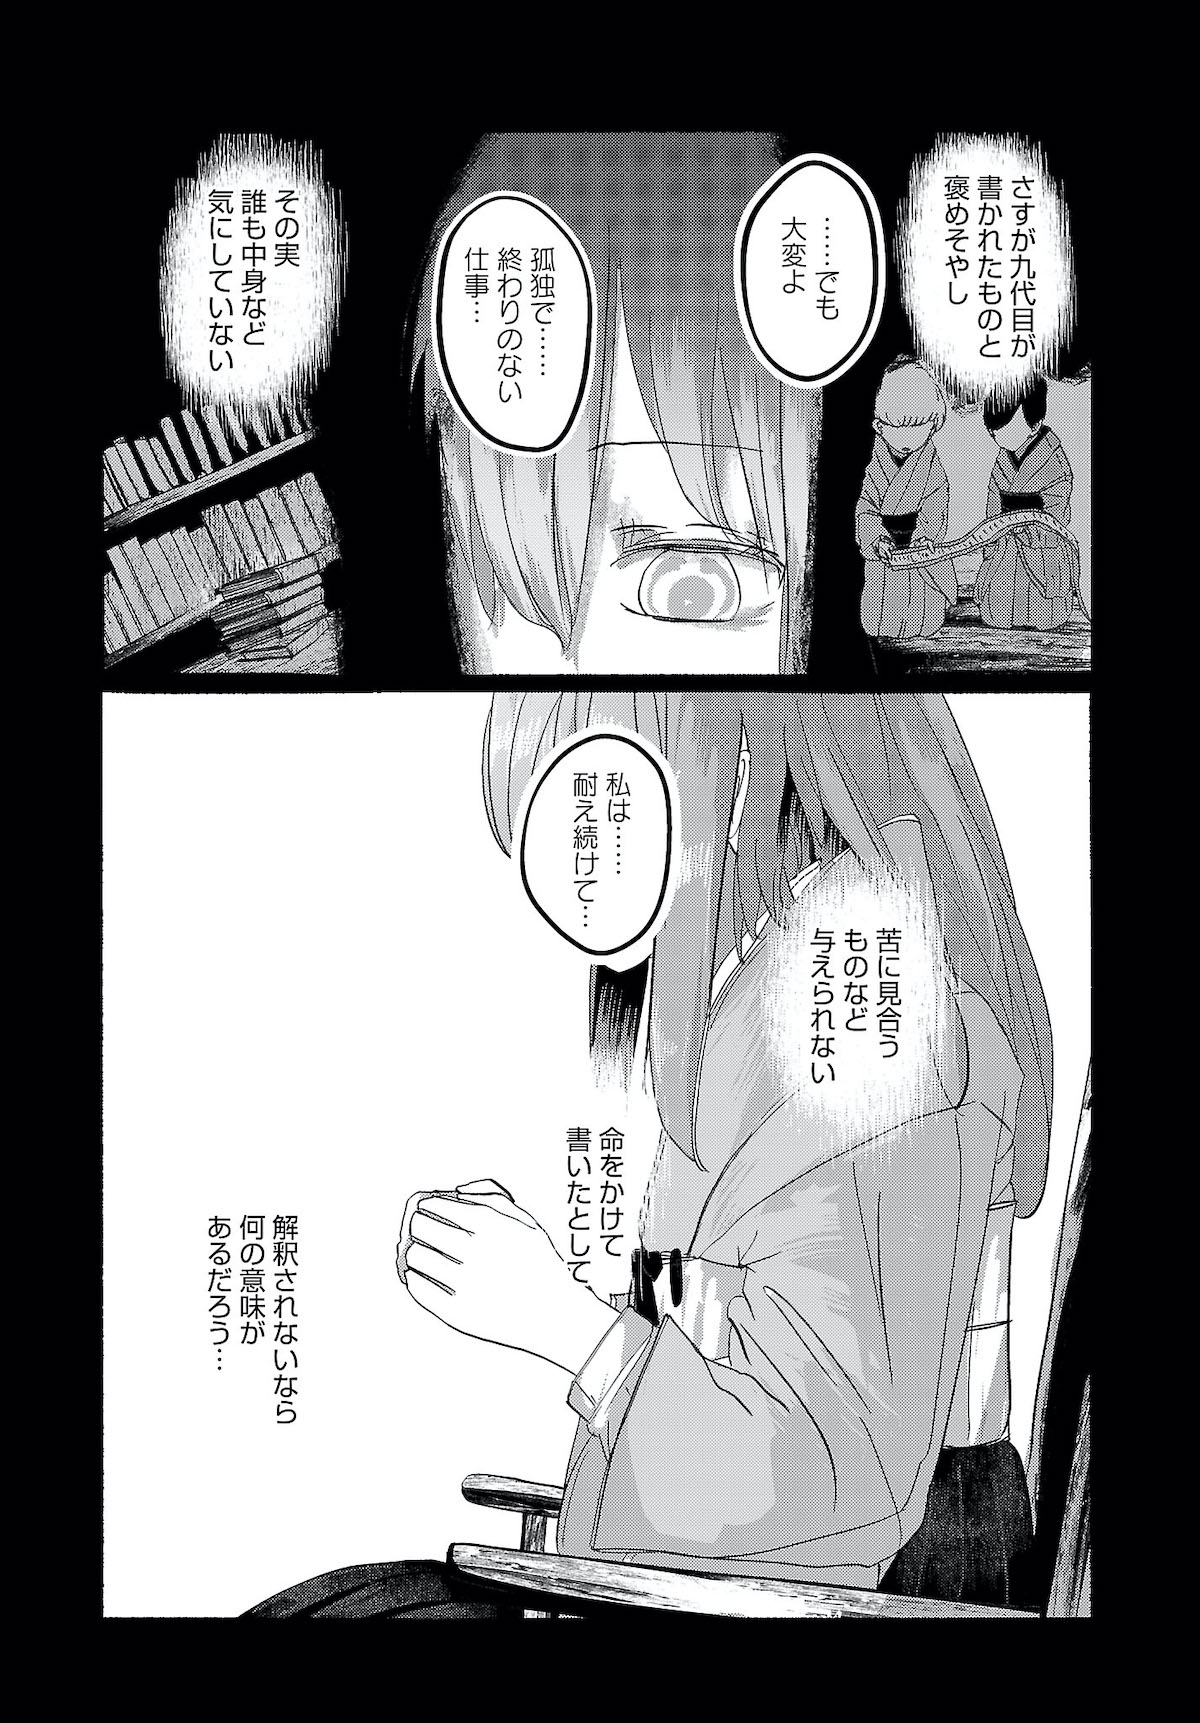 さすが九代目が
書かれたものと
褒めそやし
……でも
大変よ
孤独で……
終わりのない
仕事…
その実
誰も中身など
気にしていない
私は……
耐え続けて…
苦に見合う
ものなど
与えられない
命をかけて
書いたとして
解釈されないなら
何の意味が
あるだろう…